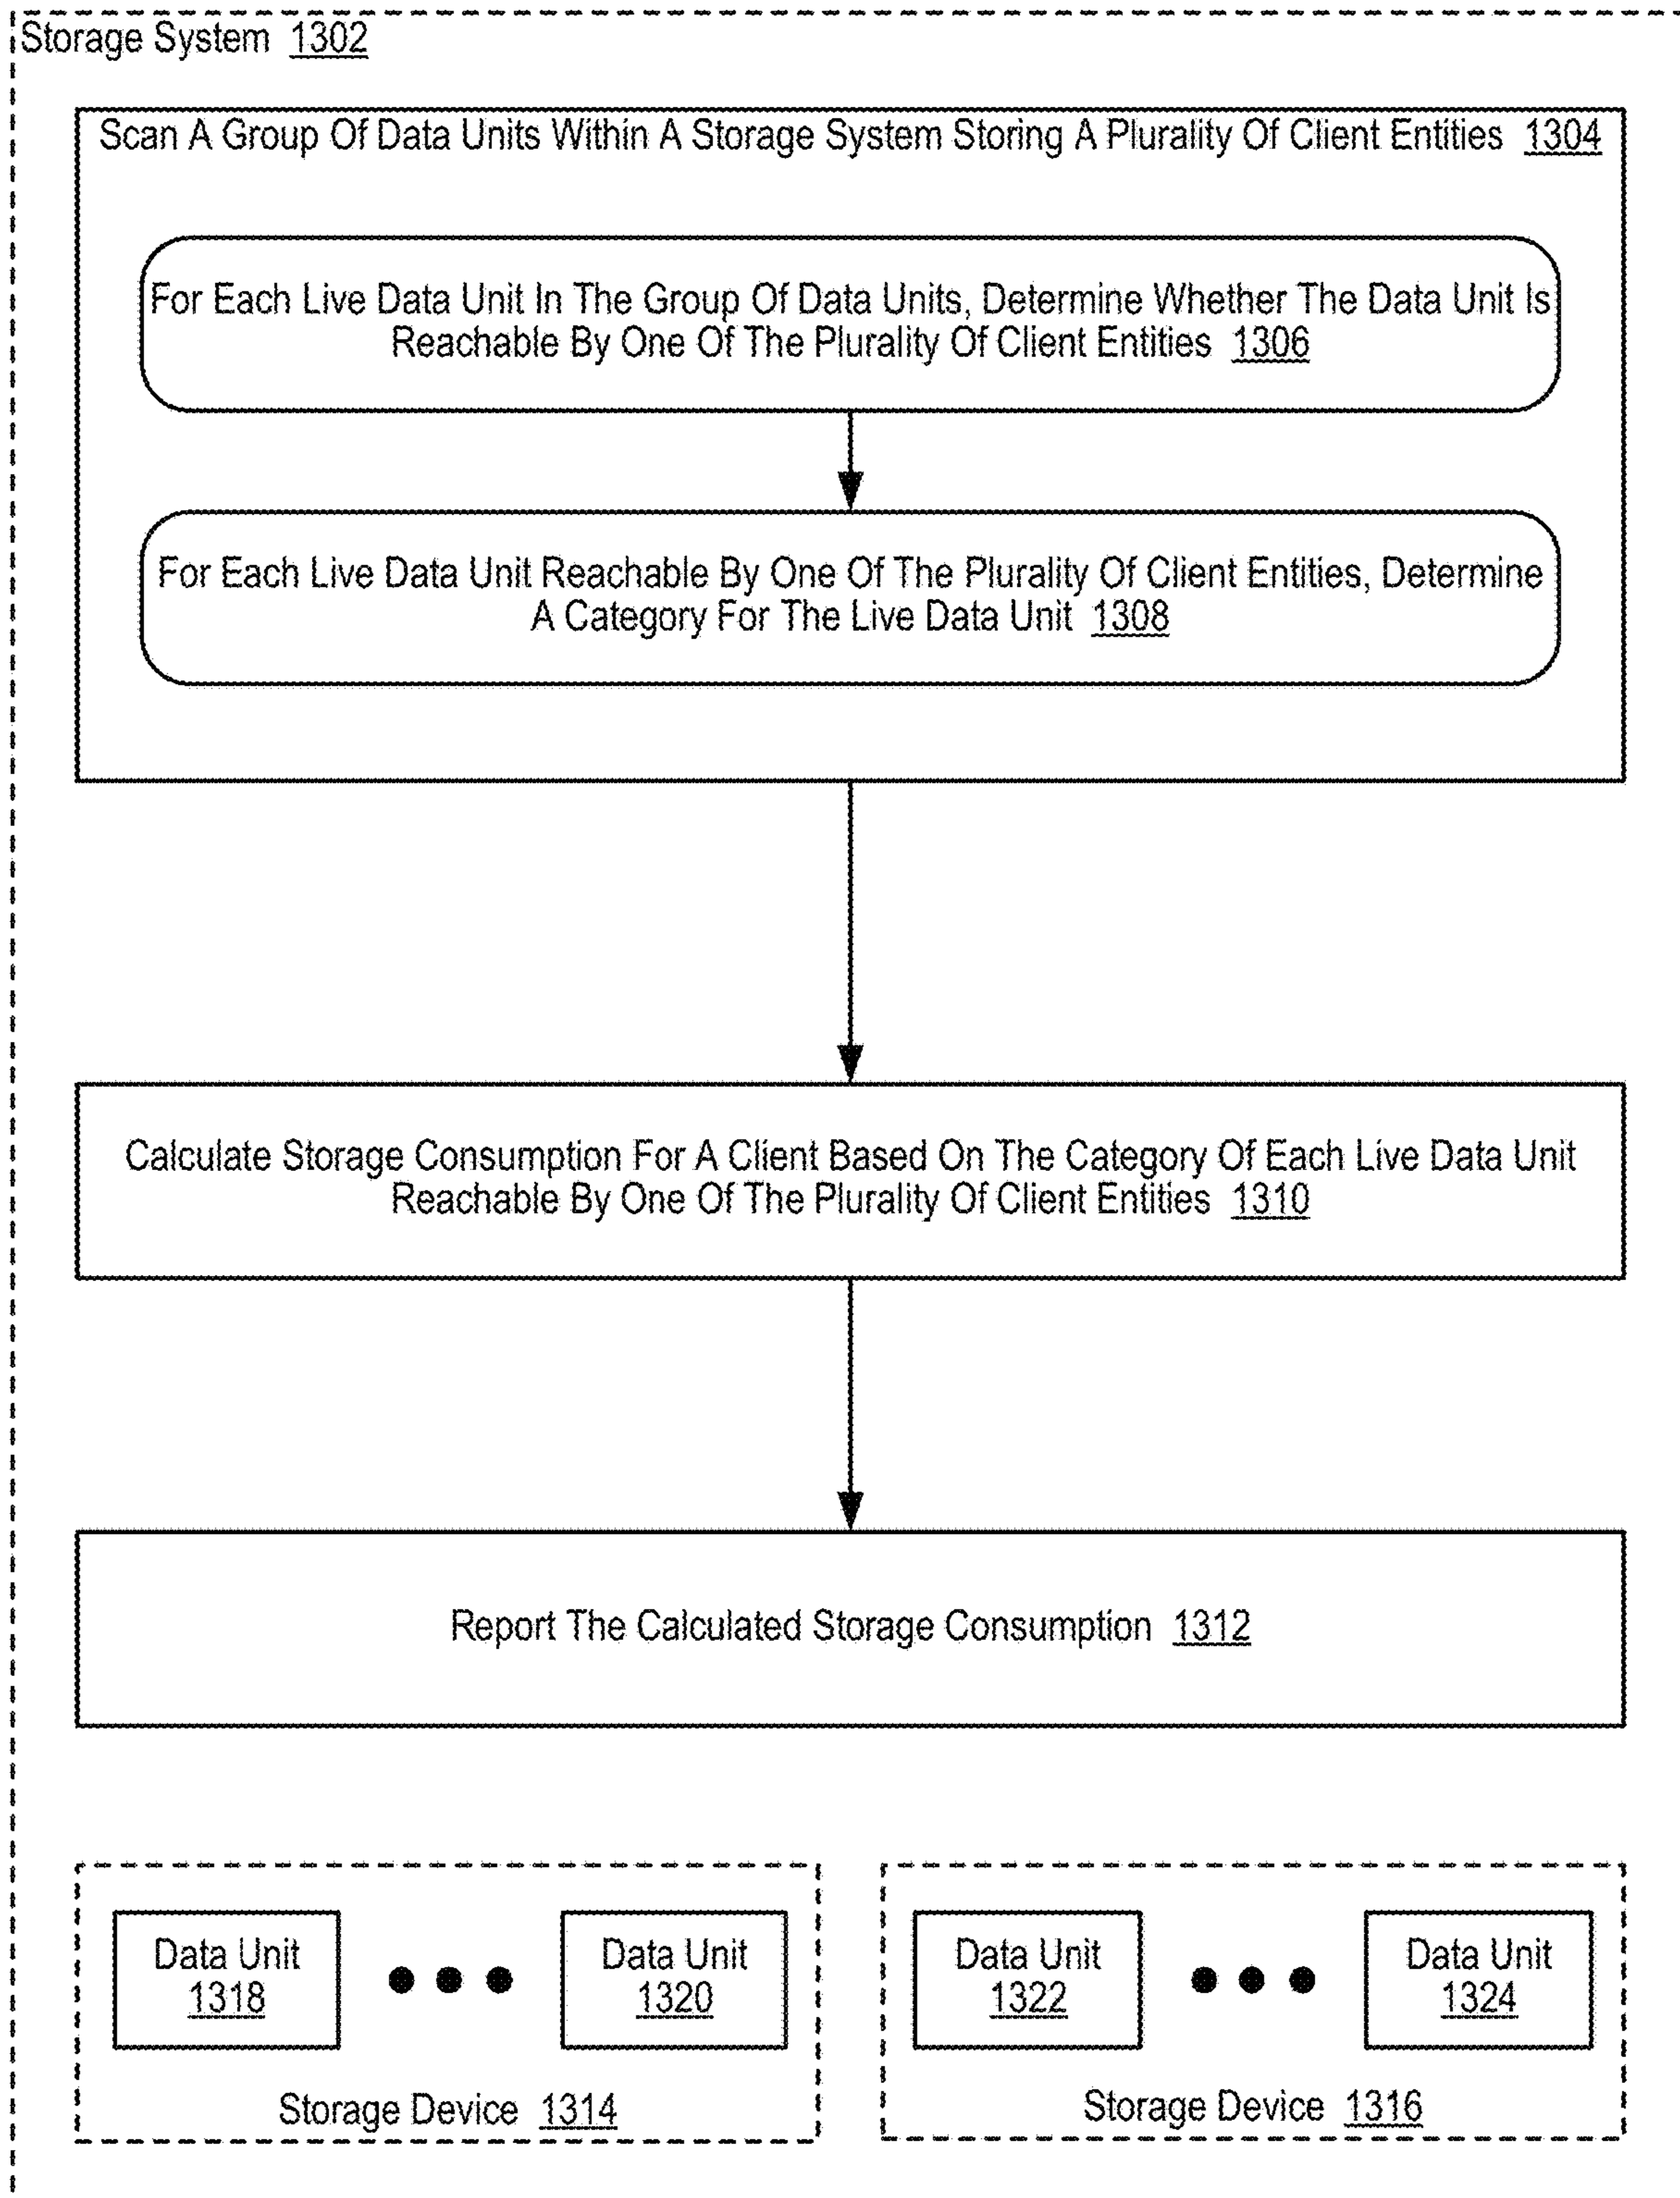 Storage System 1302
Scan A Group Of Data Units Within A Storage System Storing A Plurality Of Client Entities 1304
For Each Live Data Unit In The Group Of Data Units, Determine Whether The Data Unit Is
Reachable By One Of The Plurality Of Client Entities 1306
For Each Live Data Unit Reachable By One Of The Plurality Of Client Entities, Determine
A Category For The Live Data Unit 1308
Calculate Storage Consumption For A Client Based On The Category Of Each Live Data Unit
Reachable By One Of The Plurality Of Client Entities 1310
Report The Calculated Storage Consumption 1312
Data Unit
1318
Data Unit
1320
Storage Device 1314
Data Unit
1322
Data Unit
1324
Storage Device 1316